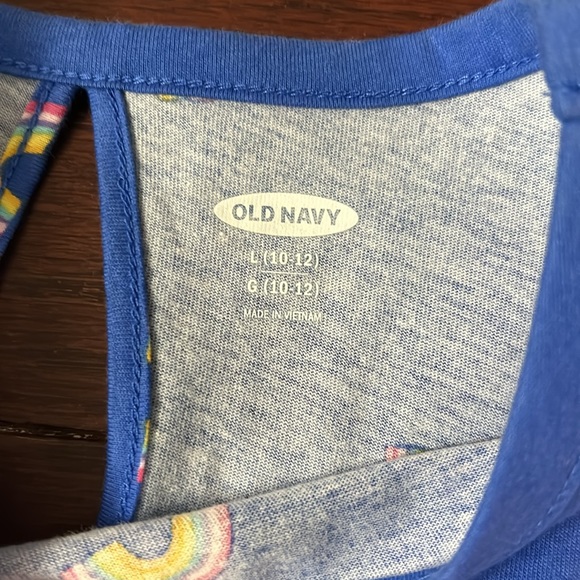 OLD NAVY
L (10-12)
G (10-12)
MADE IN VIETNAM